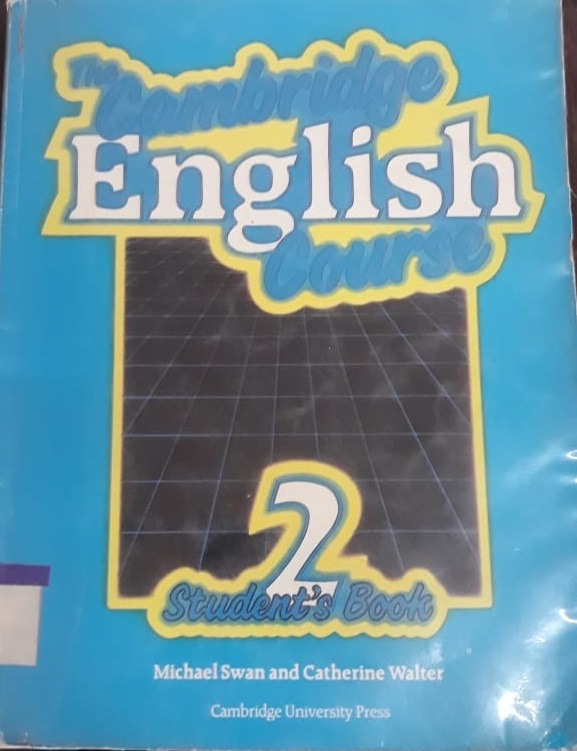 The
Cambridge
English
Course
2
Student's Book
Michael Swan and Catherine Walter
Cambridge University Press